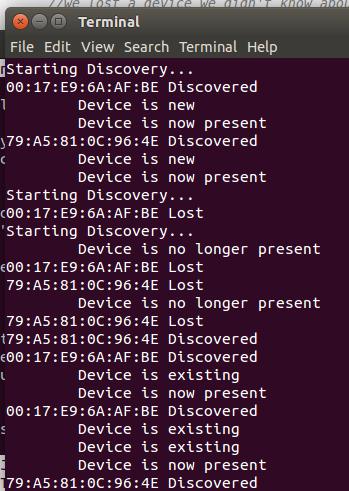 //we lost a device we didn't know abou
Terminal
File Edit View Search Terminal Help
Starting Discovery...
00:17:E9:6A:AF:BE Discovered
Device is new
Device is now present
79:A5:81:0C:96:4E Discovered
Device is new
Device is now present
Starting Discovery...
00:17:E9:6A:AF:BE Lost
Starting Discovery...
Device is no longer present
00:17:E9:6A:AF:BE Lost
79:A5:81:0C:96:4E Lost
Device is no longer present
79:A5:81:0C:96:4E Lost
79:A5:81:0C:96:4E Discovered
00:17:E9:6A:AF:BE Discovered
Device is existing
Device is now present
00:17:E9:6A:AF:BE Discovered
Device is existing
Device is existing
Device is now present
79:A5:81:0C:96:4E Discovered